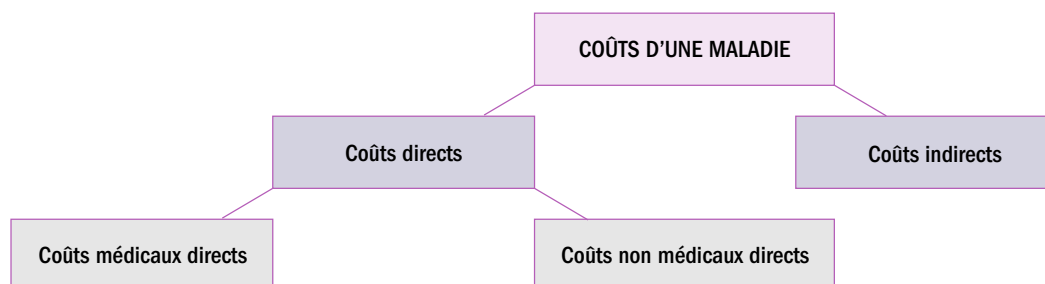 COÛTS D’UNE MALADIE
Coûts directs
Coûts indirects
Coûts médicaux directs
Coûts non médicaux directs